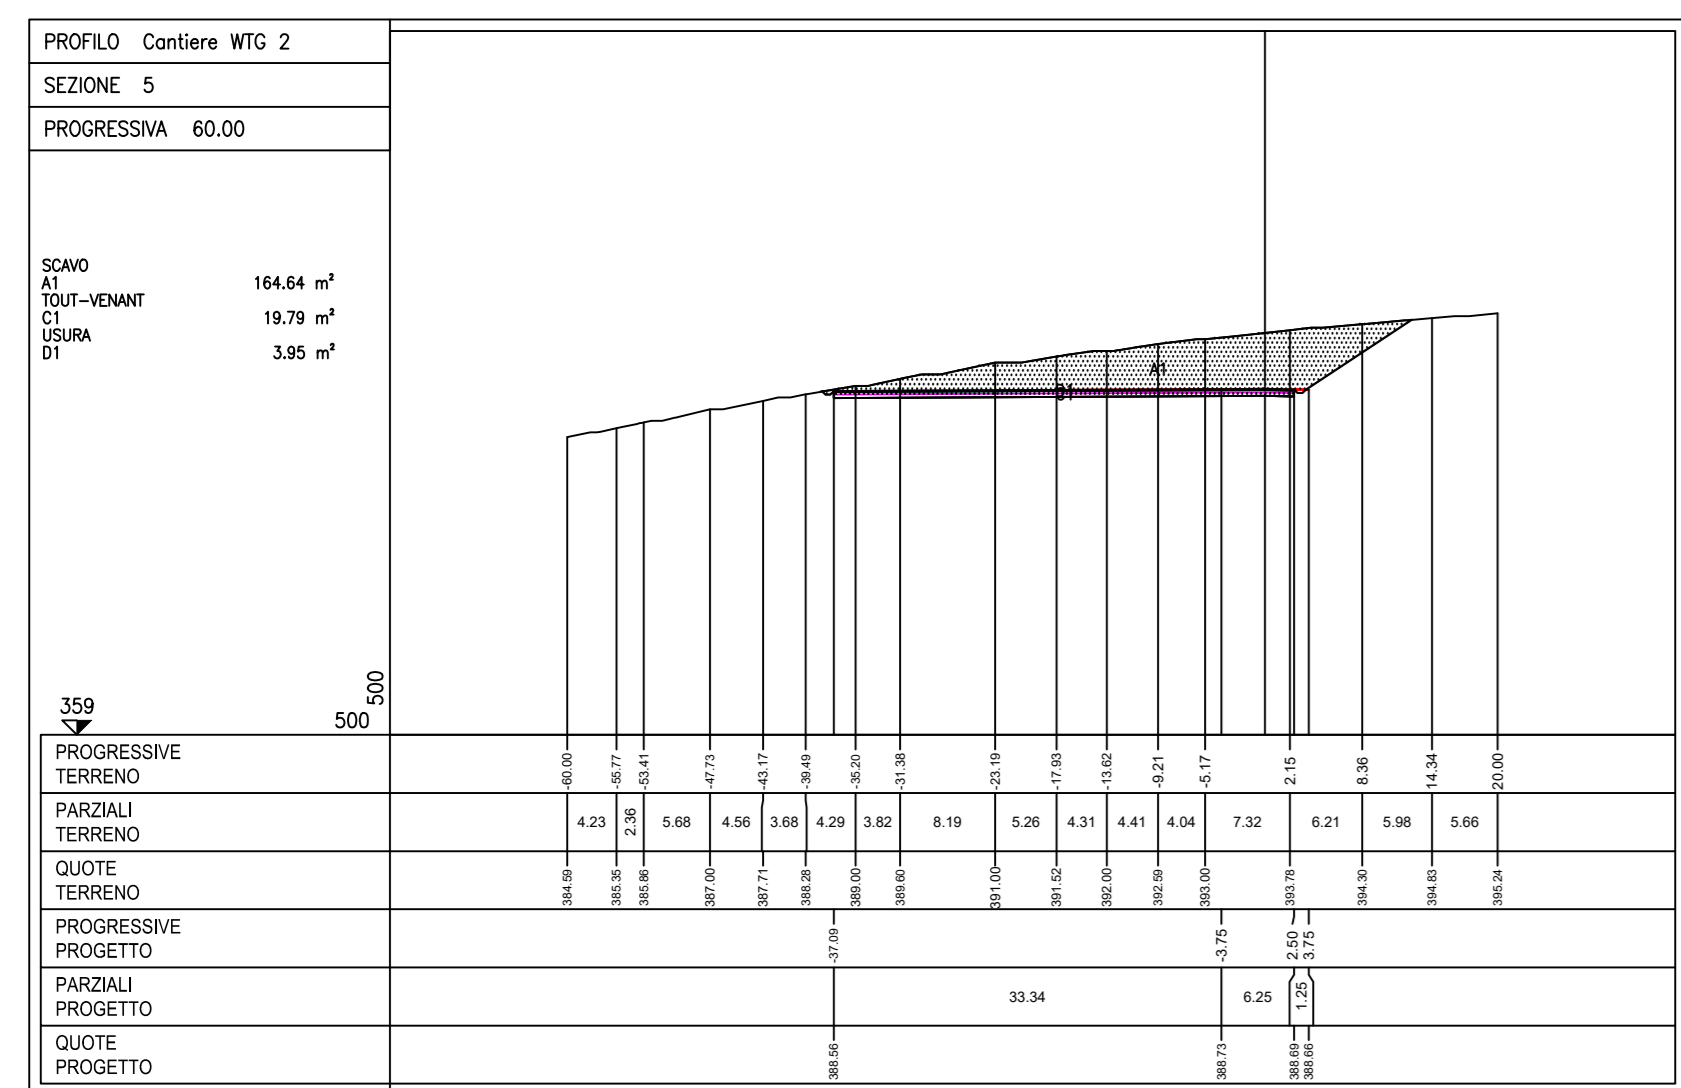 PROFILO Cantiere WTG 2
SEZIONE 5
PROGRESSIVA 60.00
SCAVO
A1 164.64 m²
TOUT-VENANT
C1 19.79 m²
USURA
D1 3.95 m²
A1
359
500
500
PROGRESSIVE
TERRENO
-60.00 -55.77 -53.41 -47.73 -43.17 -39.49 -35.20 -31.38 -23.19 -17.93 -13.62 -9.21 -5.17 2.15 8.36 14.34 20.00
PARZIALI
TERRENO
4.23 2.36 5.68 4.56 3.68 4.29 3.82 8.19 5.26 4.31 4.41 4.04 7.32 6.21 5.98 5.66
QUOTE
TERRENO
384.59 385.35 385.86 387.00 387.71 388.28 389.00 389.60 391.00 391.52 392.00 392.59 393.00 393.78 394.30 394.83 395.24
PROGRESSIVE
PROGETTO
-37.09 -3.75 2.50 3.75
PARZIALI
PROGETTO
33.34 6.25 1.25
QUOTE
PROGETTO
388.56 388.73 388.69 388.66